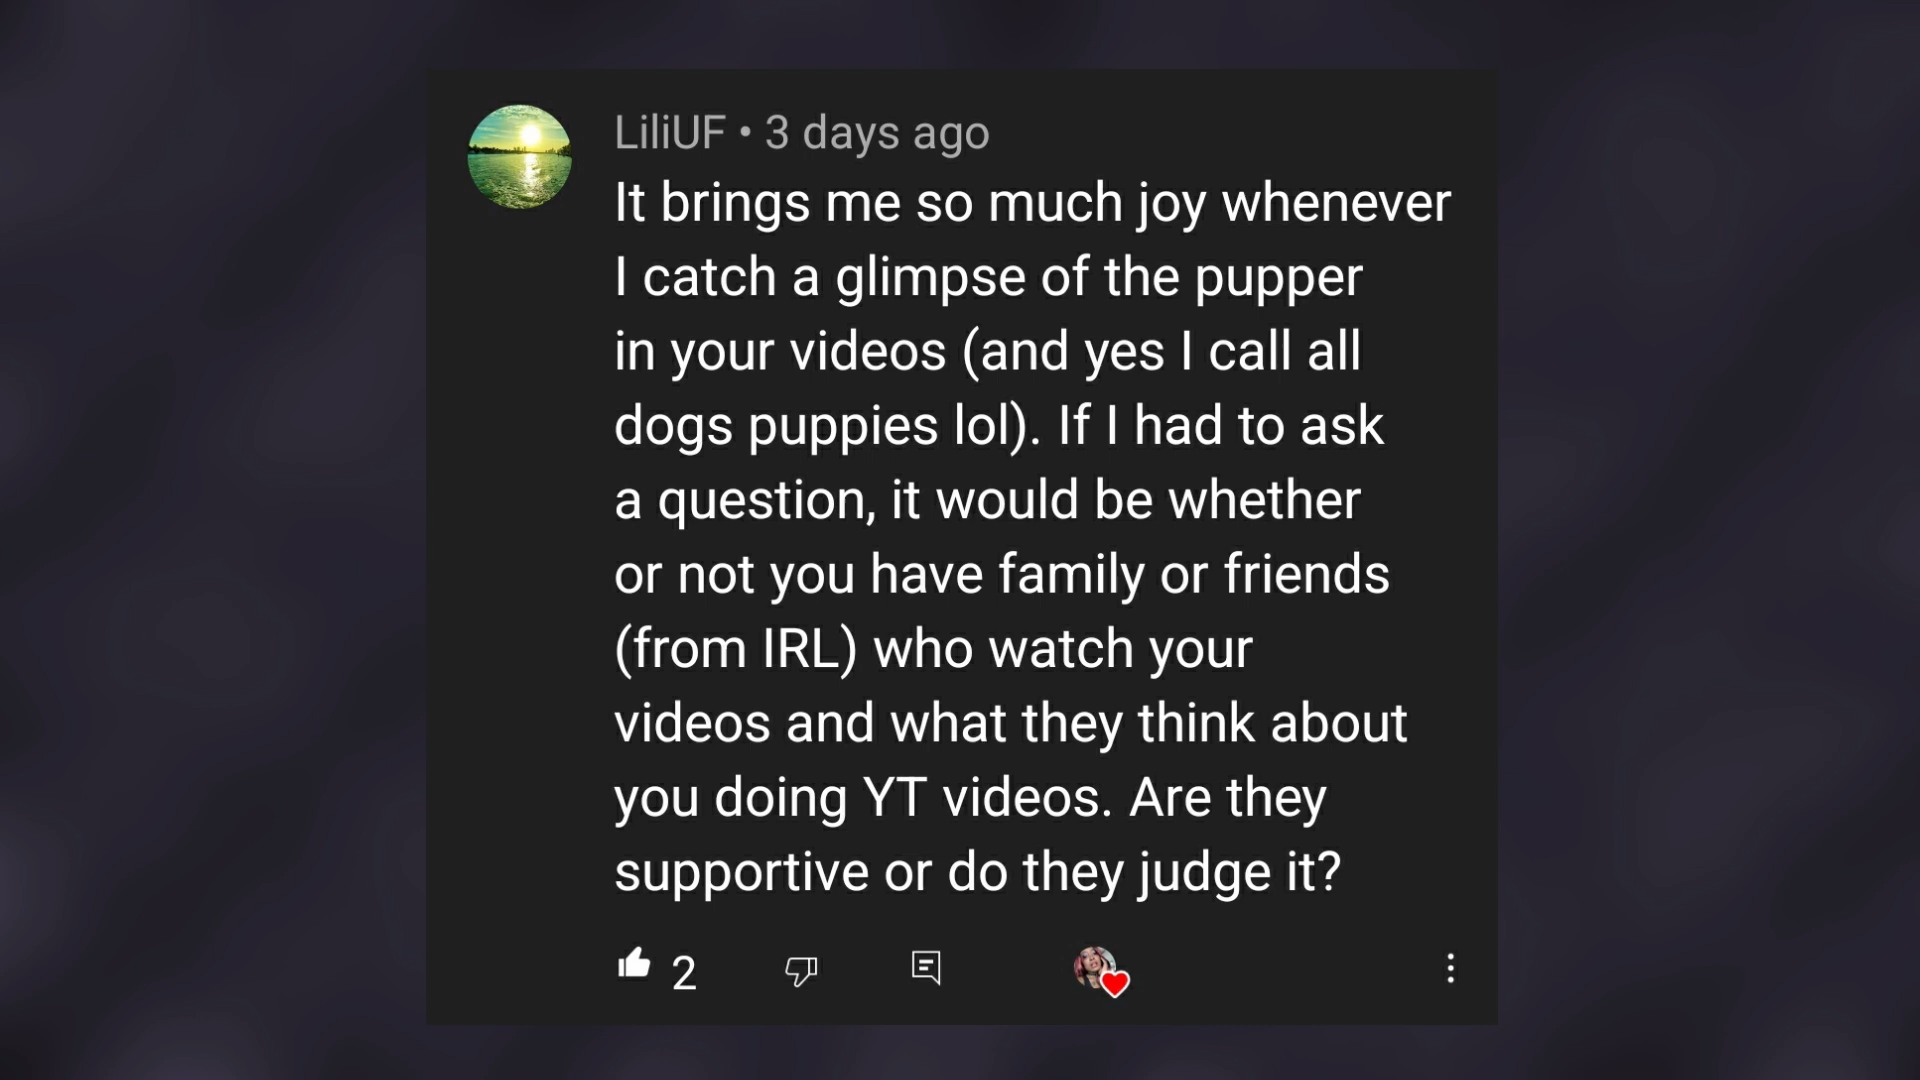 LiliUF • 3 days ago
It brings me so much joy whenever
I catch a glimpse of the pupper
in your videos (and yes I call all
dogs puppies lol). If I had to ask
a question, it would be whether
or not you have family or friends
(from IRL) who watch your
videos and what they think about
you doing YT videos. Are they
supportive or do they judge it?
2